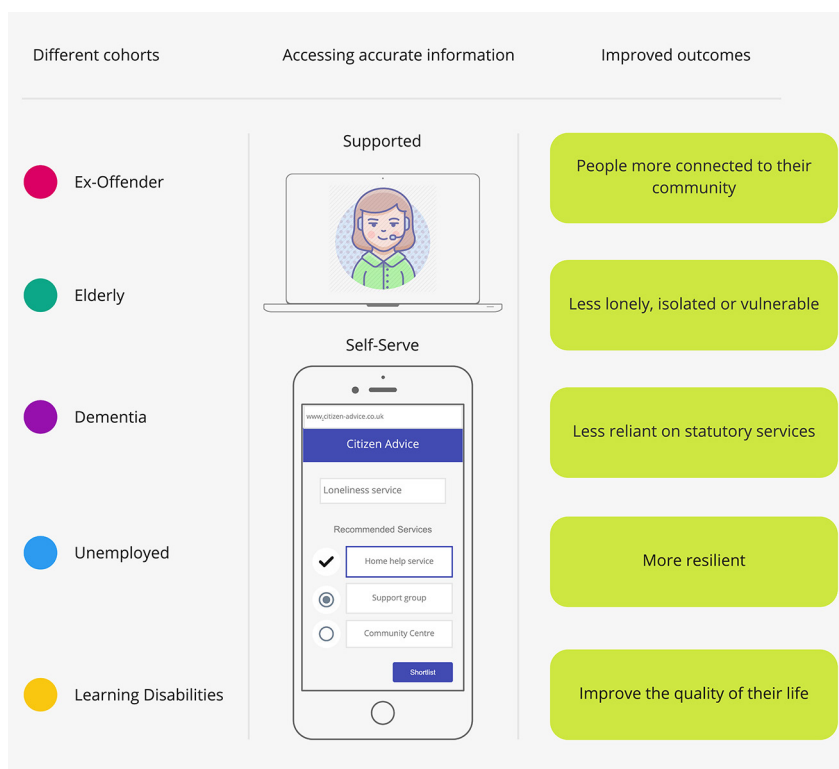 Different cohorts
Accessing accurate information
Improved outcomes
Ex-Offender
Elderly
Dementia
Unemployed
Learning Disabilities
Supported
Self-Serve
www.citizen-advice.co.uk
Citizen Advice
Loneliness service
Recommended Services
Home help service
Support group
Community Centre
Shortlist
People more connected to their
community
Less lonely, isolated or vulnerable
Less reliant on statutory services
More resilient
Improve the quality of their life